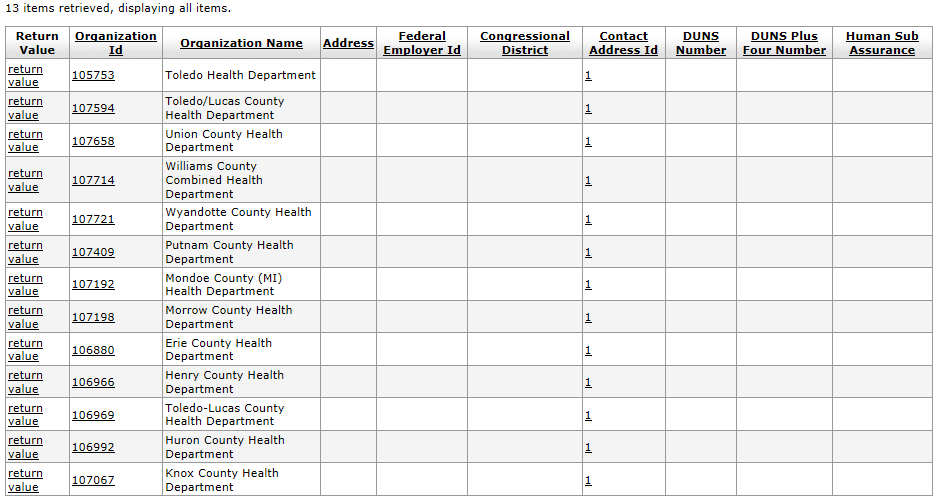 13 items retrieved, displaying all items.
Return Value	Organization Id	Organization Name	Address	Federal Employer Id	Congressional District	Contact Address Id	DUNS Number	DUNS Plus Four Number	Human Sub Assurance
return value	105753	Toledo Health Department	1
return value	107594	Toledo/Lucas County Health Department	1
return value	107658	Union County Health Department	1
return value	107714	Williams County Combined Health Department	1
return value	107721	Wyandotte County Health Department	1
return value	107409	Putnam County Health Department	1
return value	107192	Mondoe County (MI) Health Department	1
return value	107198	Morrow County Health Department	1
return value	106880	Erie County Health Department	1
return value	106966	Henry County Health Department	1
return value	106969	Toledo-Lucas County Health Department	1
return value	106992	Huron County Health Department	1
return value	107067	Knox County Health Department	1